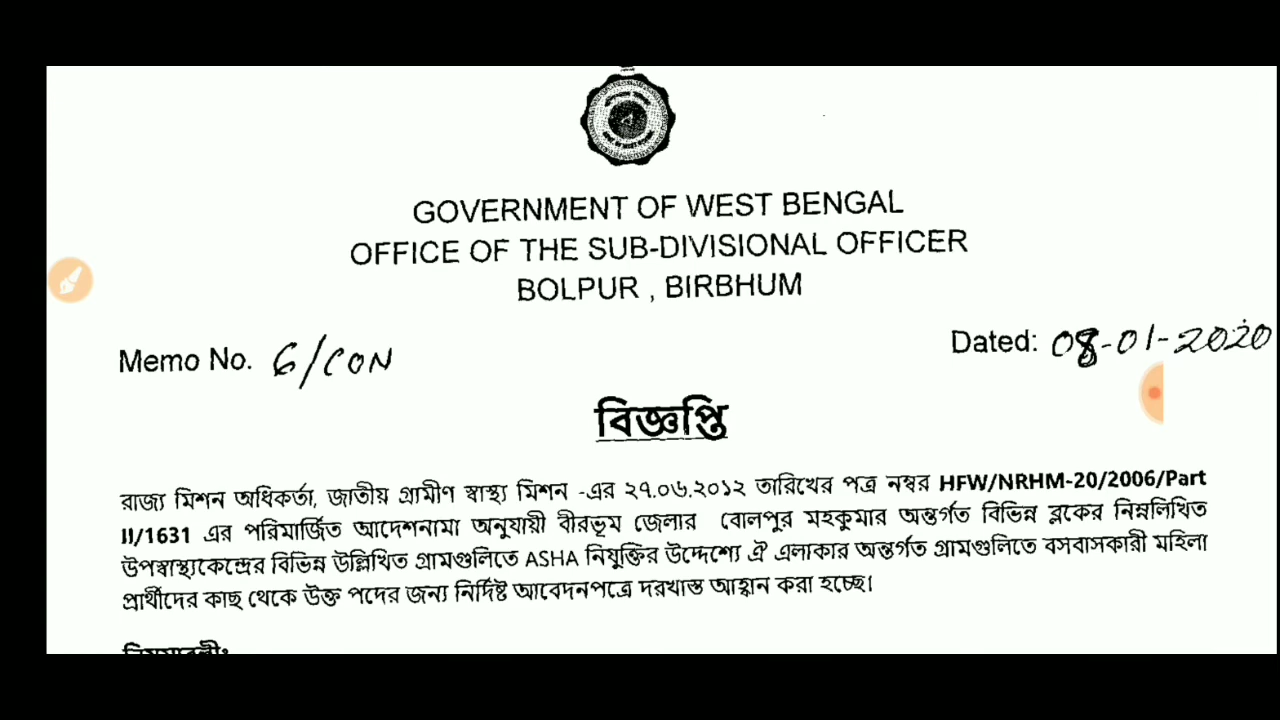 GOVERNMENT OF WEST BENGAL
OFFICE OF THE SUB-DIVISIONAL OFFICER
BOLPUR , BIRBHUM
Memo No. 6/CON
Dated: 08-01-2020
বিজ্ঞপ্তি
রাজ্য মিশন অধিকর্তা, জাতীয় গ্রামীণ স্বাস্থ্য মিশন -এর ২৭.০৬.২০১২ তারিখের পত্র নম্বর HFW/NRHM-20/2006/Part
II/1631 এর পরিমার্জিত আদেশনামা অনুযায়ী বীরভূম জেলার বোলপুর মহকুমার অন্তর্গত বিভিন্ন ব্লকের নিম্নলিখিত
উপস্বাস্থ্যকেন্দ্রের বিভিন্ন উল্লিখিত গ্রামগুলিতে ASHA নিযুক্তির উদ্দেশ্যে ঐ এলাকার অন্তর্গত গ্রামগুলিতে বসবাসকারী মহিলা
প্রার্থীদের কাছ থেকে উক্ত পদের জন্য নির্দিষ্ট আবেদনপত্রে দরখাস্ত আহ্বান করা হচ্ছে।